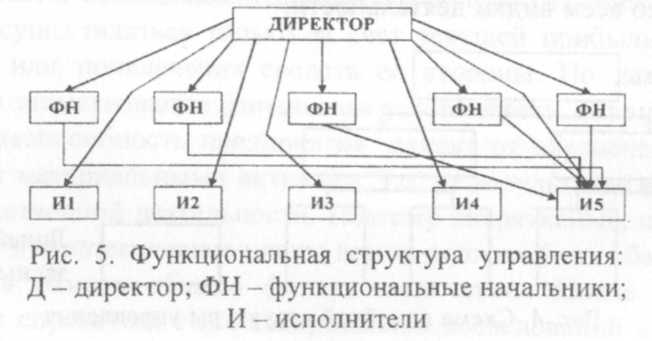 ДИРЕКТОР
ФН ФН ФН ФН ФН
И1 И2 И3 И4 И5
Рис. 5. Функциональная структура управления:
Д – директор; ФН – функциональные начальники;
И – исполнители